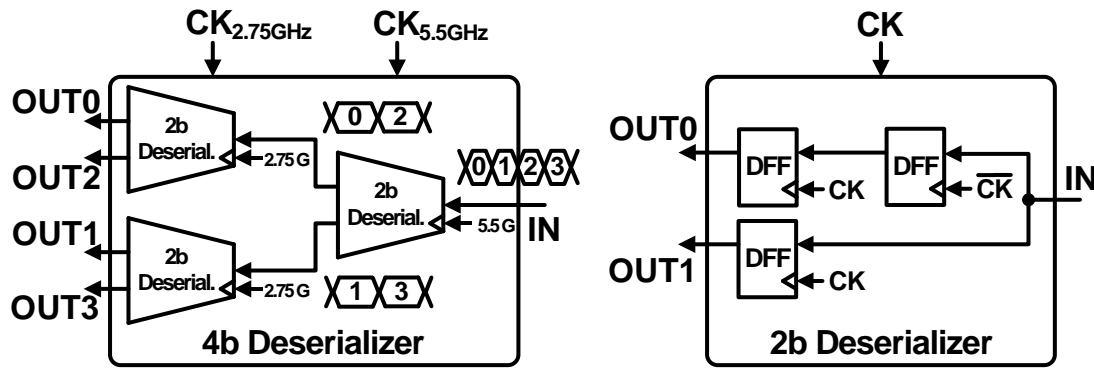 CK2.75GHz
CK5.5GHz
OUT0
OUT2
OUT1
OUT3
2b
Deserial.
2.75 G
2b
Deserial.
2.75 G
0 2
1 3
2b
Deserial.
5.5 G
0 1 2 3
IN
4b Deserializer
CK
OUT0
OUT1
DFF
CK
DFF
CK
DFF
CK
IN
2b Deserializer